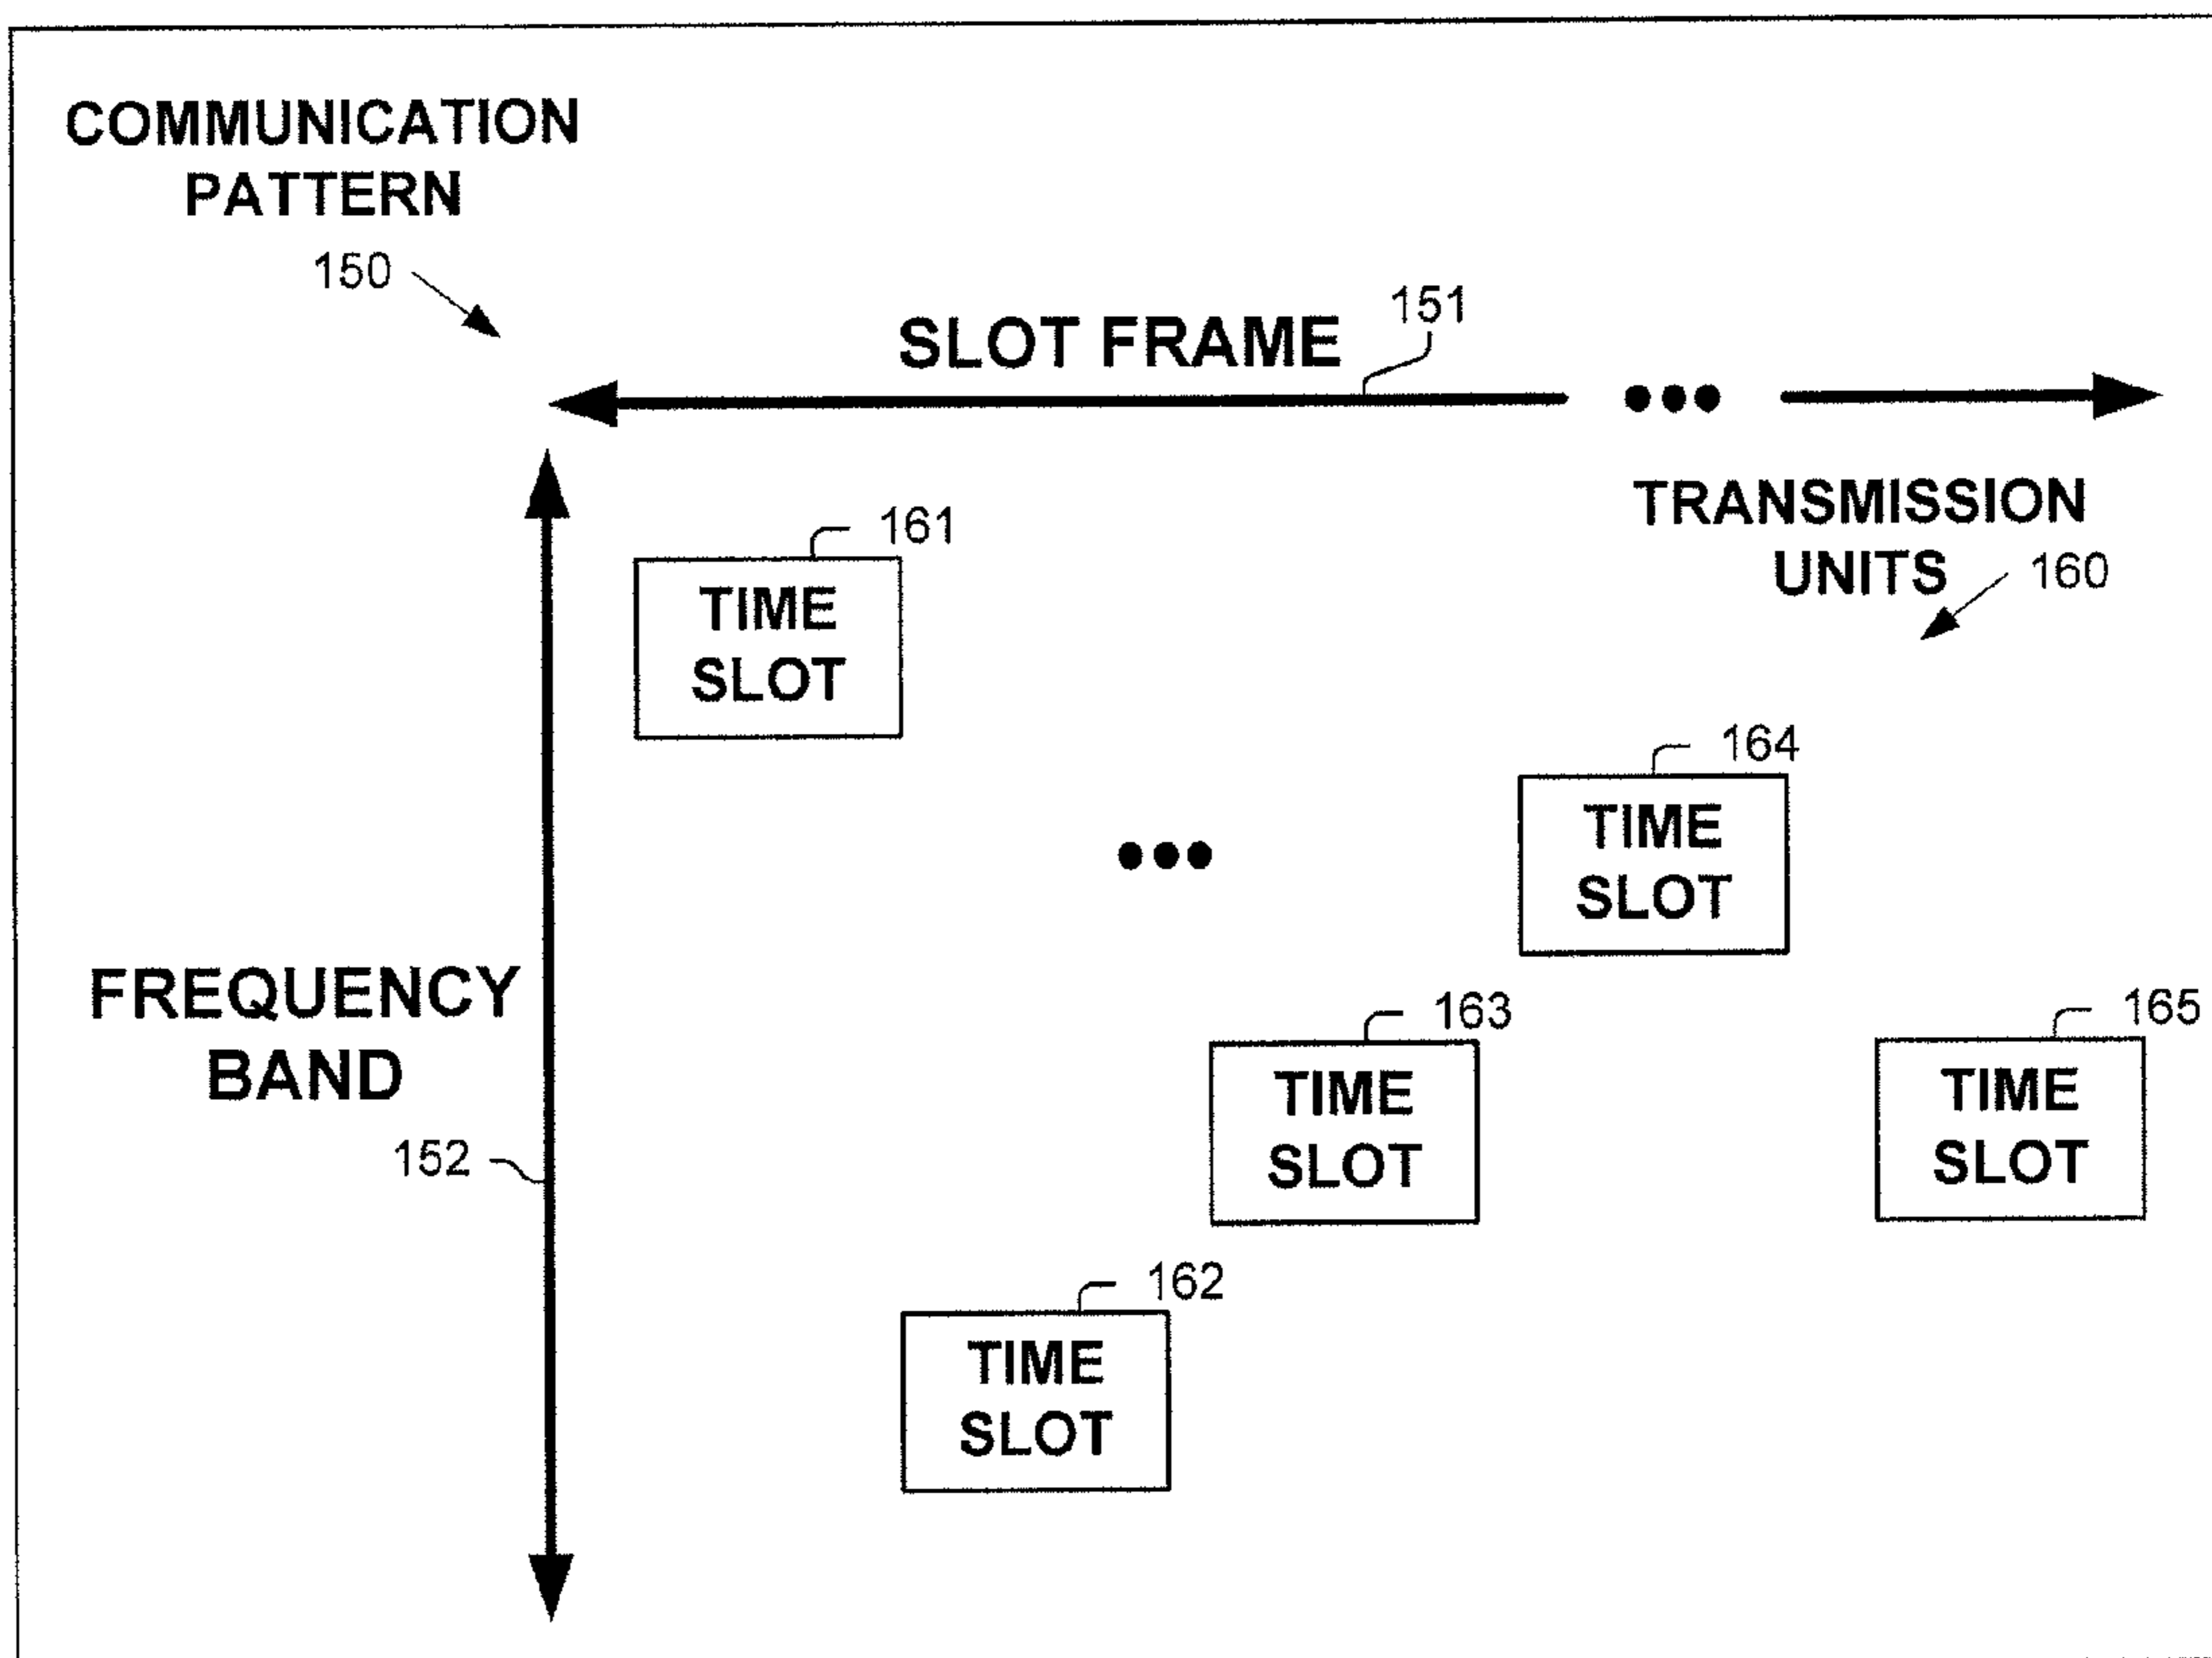 COMMUNICATION
PATTERN
150
SLOT FRAME
151
TRANSMISSION
UNITS
160
161
TIME
SLOT
164
TIME
SLOT
FREQUENCY
BAND
152
163
TIME
SLOT
165
TIME
SLOT
162
TIME
SLOT